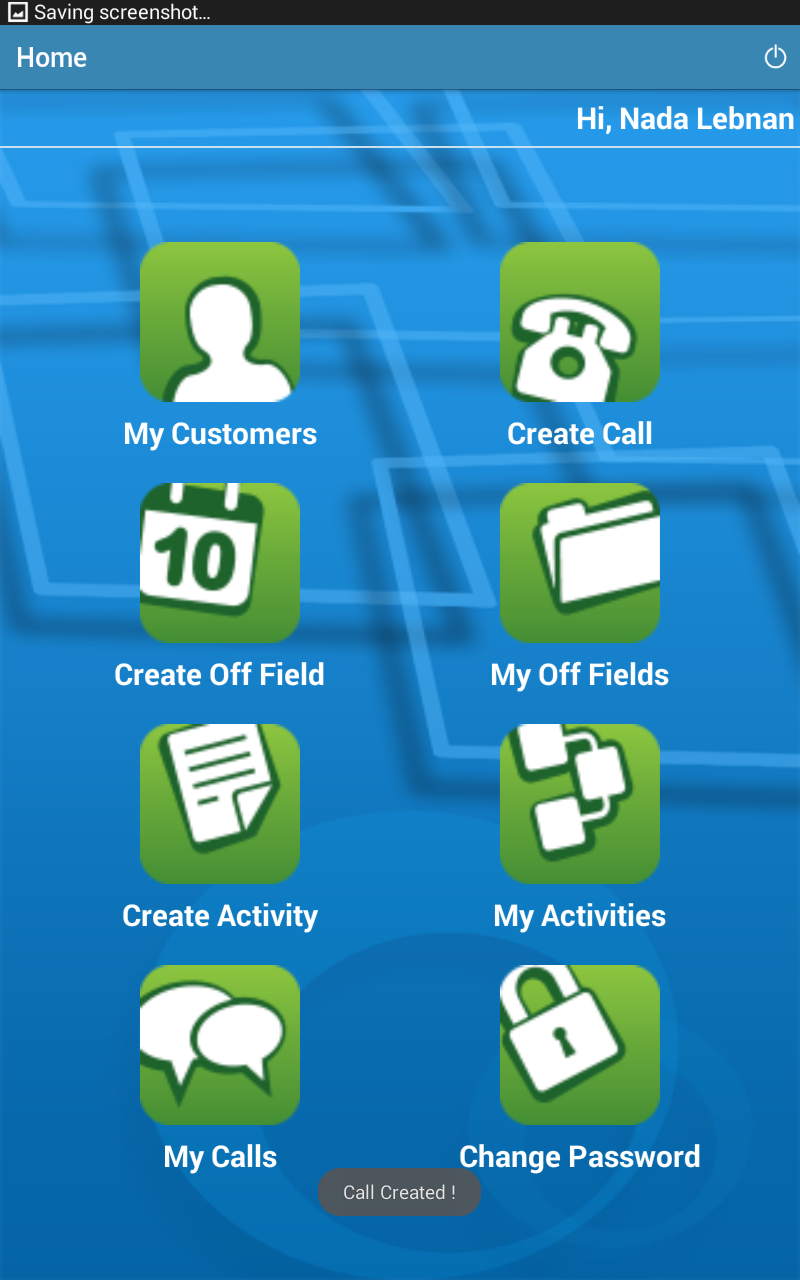 Saving screenshot...
Home
Hi, Nada Lebnan
My Customers
Create Call
10
Create Off Field
My Off Fields
Create Activity
My Activities
My Calls
Change Password
Call Created !